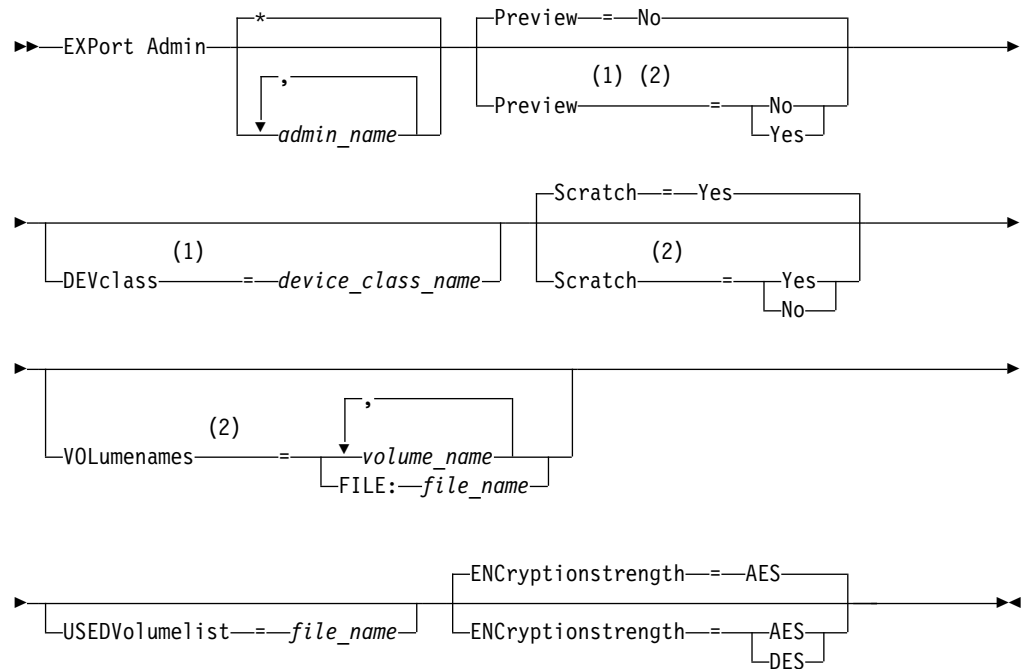 *
Preview = No
EXPort Admin
,
(1) (2)
admin_name
Preview = No
Yes
Scratch = Yes
(1)
(2)
DEVclass = device_class_name
Scratch = Yes
No
,
(2)
VOLumenames = volume_name
FILE: file_name
ENCryptionstrength = AES
USEDVolumelist = file_name
ENCryptionstrength = AES
DES